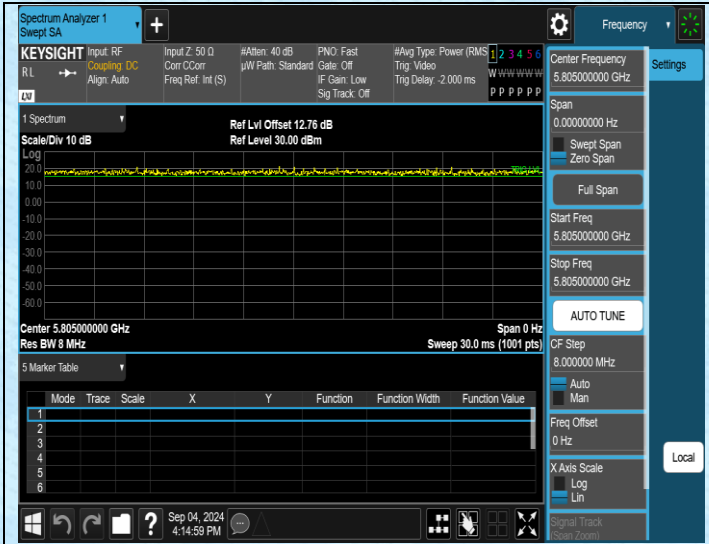 Spectrum Analyzer 1
Swept SA
Frequency
KEYSIGHT
RL
LXI
Input: RF
Coupling: DC
Align: Auto
Input Z: 50 Ω
Corr CCorr
Freq Ref: Int (S)
#Atten: 40 dB
µW Path: Standard
PNO: Fast
Gate: Off
IF Gain: Low
Sig Track: Off
#Avg Type: Power (RMS
Trig: Video
Trig Delay: -2.000 ms
1 2 3 4 5 6
W W W W W W
P P P P P P
Center Frequency
5.805000000 GHz
Settings
Span
0.00000000 Hz
Swept Span
Zero Span
Full Span
Start Freq
5.805000000 GHz
Stop Freq
5.805000000 GHz
AUTO TUNE
CF Step
8.000000 MHz
Auto
Man
Freq Offset
0 Hz
X Axis Scale
Log
Lin
Signal Track
(Span Zoom)
Local
1 Spectrum
Scale/Div 10 dB
Ref Lvl Offset 12.76 dB
Ref Level 30.00 dBm
Log
20.0
10.0
0.00
-10.0
-20.0
-30.0
-40.0
-50.0
-60.0
Center 5.805000000 GHz
Res BW 8 MHz
Span 0 Hz
Sweep 30.0 ms (1001 pts)
5 Marker Table
Mode Trace Scale X Y Function Function Width Function Value
1
2
3
4
5
6
?
Sep 04, 2024
4:14:59 PM